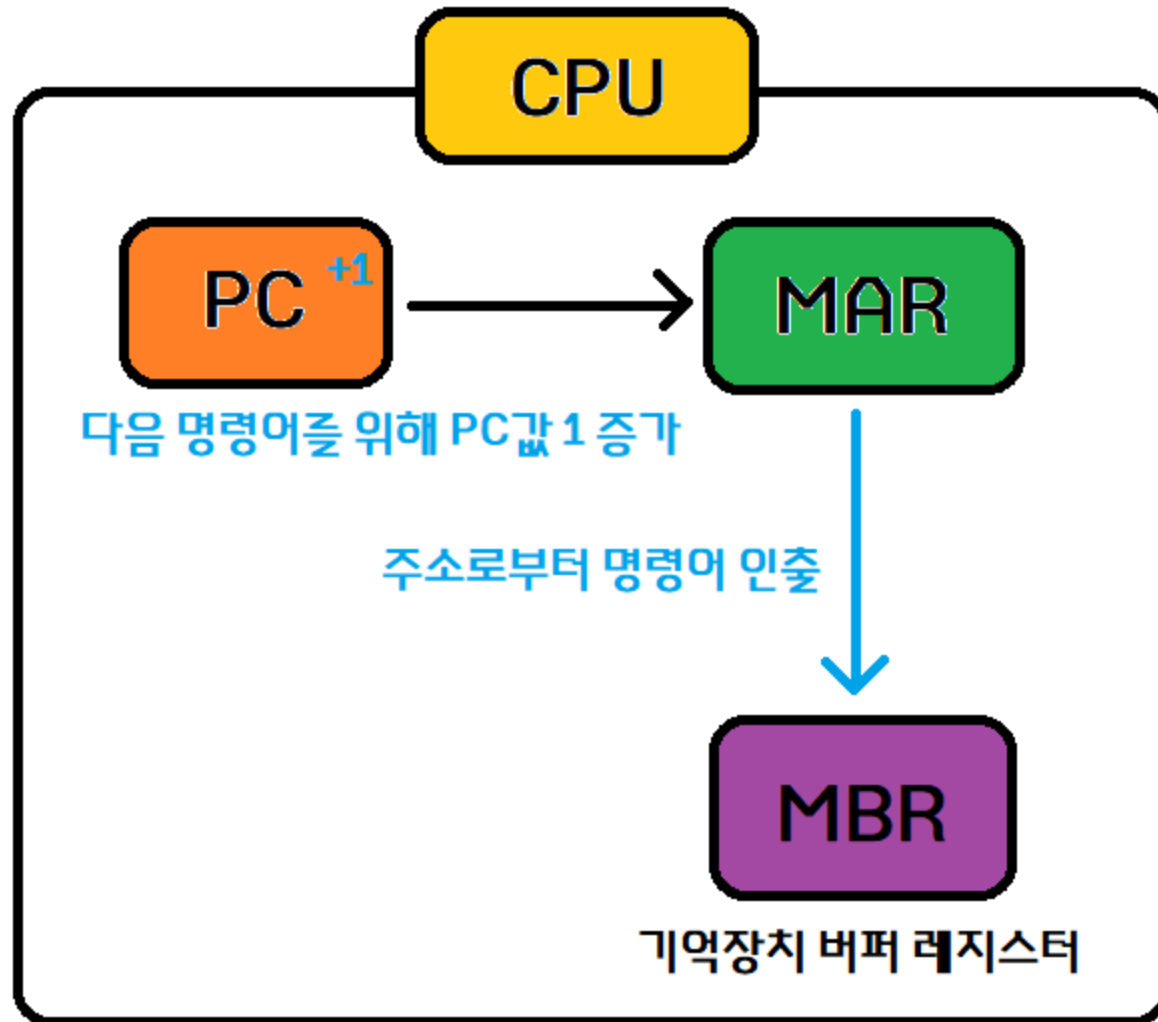 CPU
PC +1
MAR
다음 명령어를 위해 PC값 1 증가
주소로부터 명령어 인출
MBR
기억장치 버퍼 레지스터